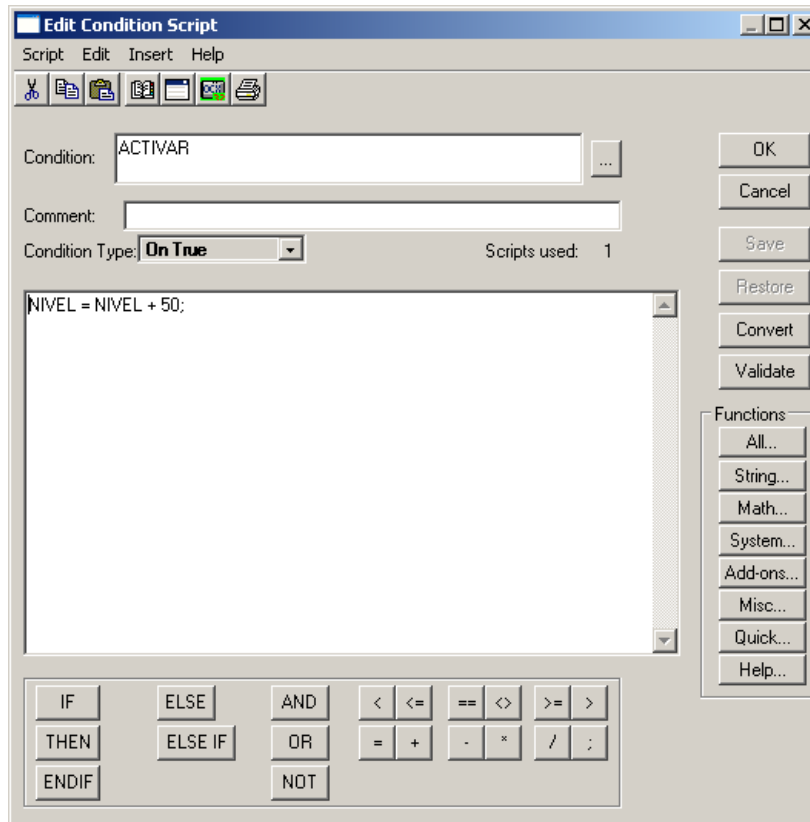 Edit Condition Script
Script Edit Insert Help
Condition: ACTIVAR ... OK
Cancel
Comment:
Condition Type: On True Scripts used: 1 Save
Restore
NIVEL = NIVEL + 50;
Convert
Validate
Functions
All...
String...
Math...
System...
Add-ons...
Misc...
Quick...
Help...
IF ELSE AND < <= == <> >= >
THEN ELSE IF OR = + - * / ;
ENDIF NOT